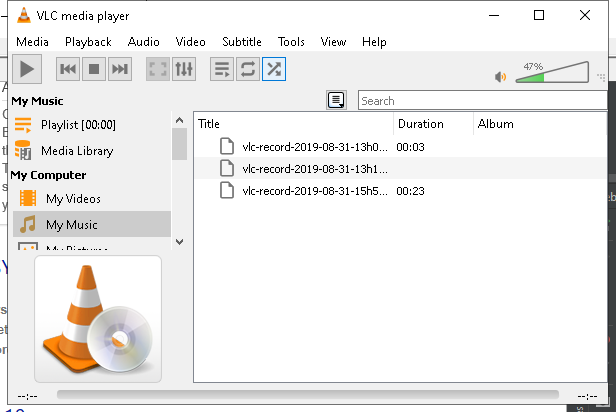 VLC media player
Media Playback Audio Video Subtitle Tools View Help
47%
My Music
Search
Playlist [00:00]
Title Duration Album
Media Library
vlc-record-2019-08-31-13h0... 00:03
My Computer
vlc-record-2019-08-31-13h1...
My Videos
vlc-record-2019-08-31-15h5... 00:23
My Music
My Pictures
--:-- --:--